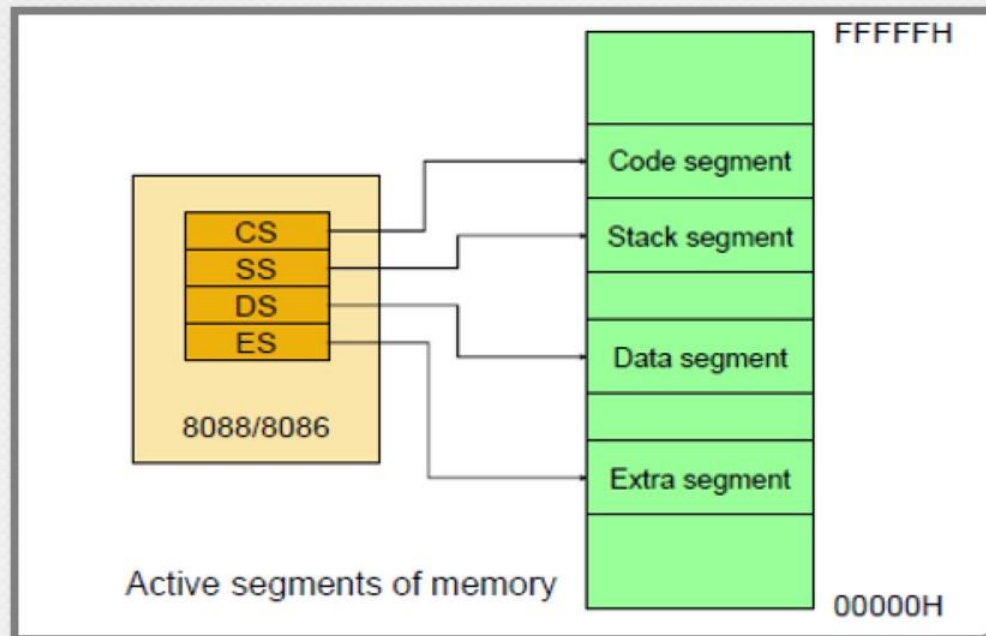 FFFFFH
Code segment
CS
Stack segment
SS
DS
ES
Data segment
8088/8086
Extra segment
Active segments of memory
00000H